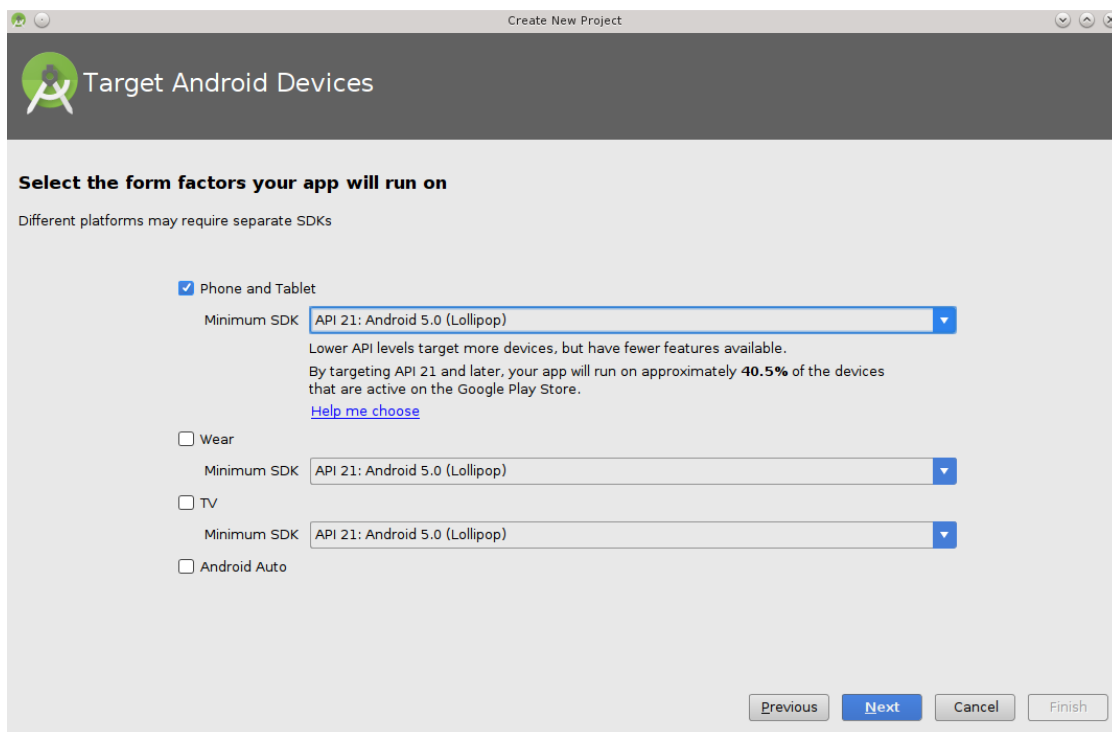 Create New Project
Target Android Devices
Select the form factors your app will run on
Different platforms may require separate SDKs
Phone and Tablet
Minimum SDK API 21: Android 5.0 (Lollipop)
Lower API levels target more devices, but have fewer features available.
By targeting API 21 and later, your app will run on approximately 40.5% of the devices
that are active on the Google Play Store.
Help me choose
Wear
Minimum SDK API 21: Android 5.0 (Lollipop)
TV
Minimum SDK API 21: Android 5.0 (Lollipop)
Android Auto
Previous Next Cancel Finish